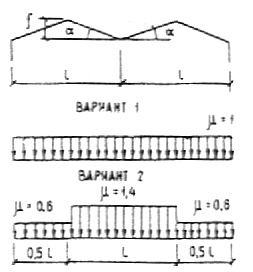 f
α α
l l
ВАРИАНТ 1
μ = 1
ВАРИАНТ 2
μ = 0,6 μ = 1,4 μ = 0,6
0,5 l l 0,5 l